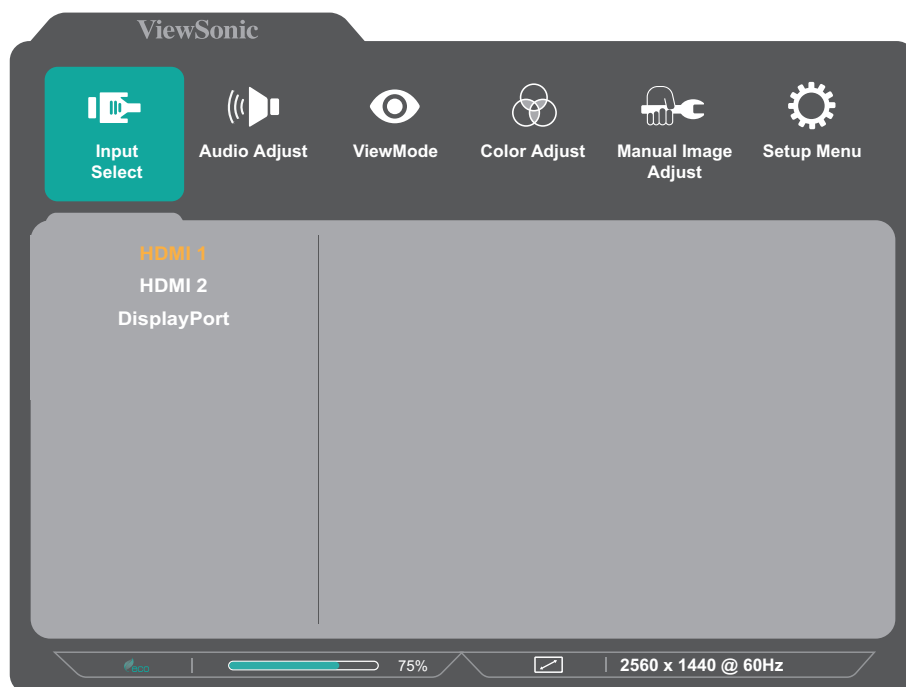 ViewSonic
Input Select
Audio Adjust
ViewMode
Color Adjust
Manual Image Adjust
Setup Menu
HDMI 1
HDMI 2
DisplayPort
eco
75%
2560 x 1440 @ 60Hz